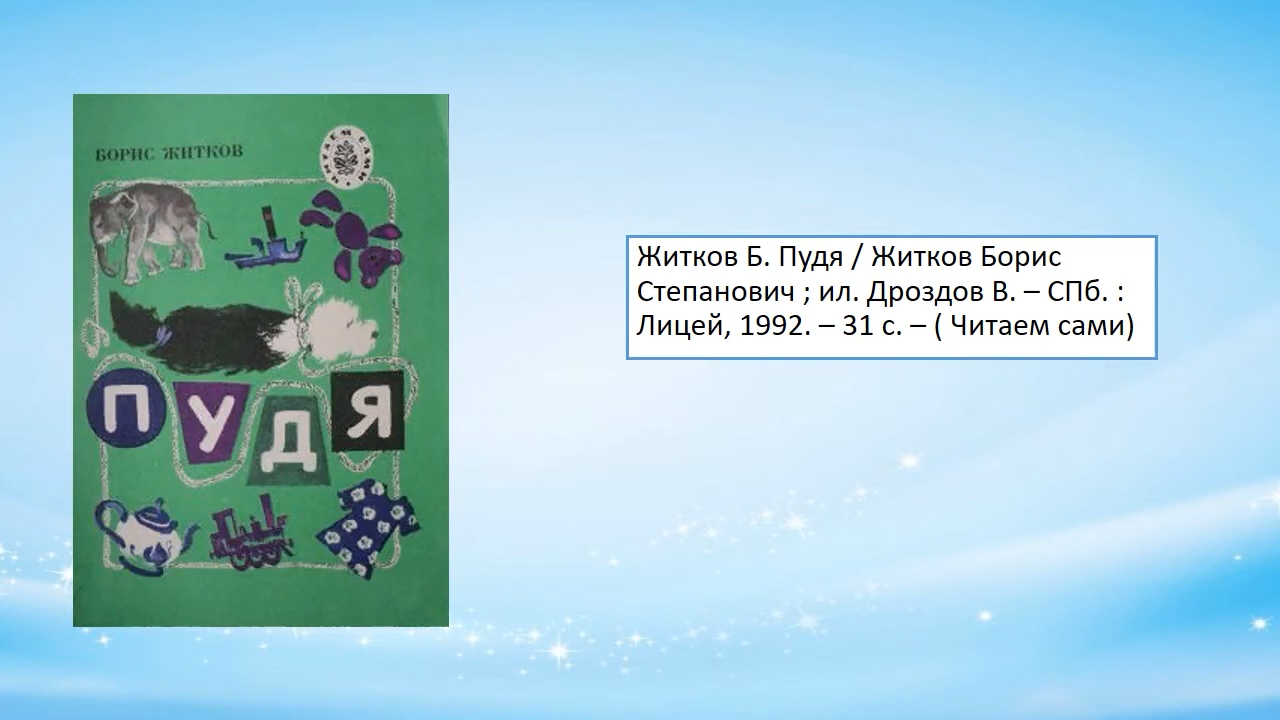 БОРИС ЖИТКОВ
ЧИТАЕМ САМИ
ПУДЯ
Житков Б. Пудя / Житков Борис
Степанович ; ил. Дроздов В. – СПб. :
Лицей, 1992. – 31 с. – ( Читаем сами)